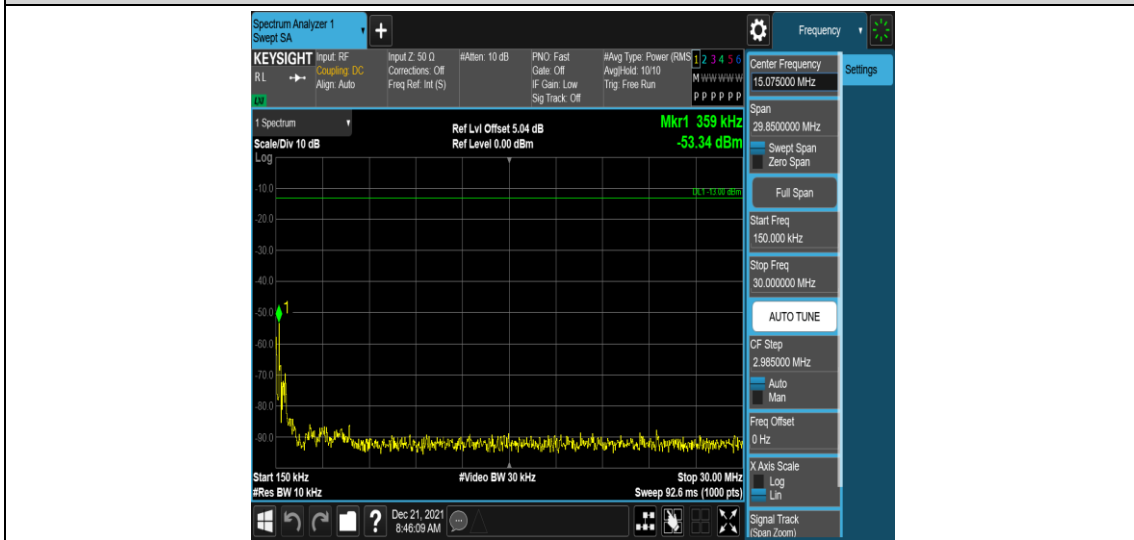 Spectrum Analyzer 1
Swept SA
+
Frequency
KEYSIGHT
RL
LXI
Input: RF
Coupling: DC
Align: Auto
Input Z: 50 Ω
Corrections: Off
Freq Ref: Int (S)
#Atten: 10 dB
PNO: Fast
Gate: Off
IF Gain: Low
Sig Track: Off
#Avg Type: Power (RMS
Avg|Hold: 10/10
Trig: Free Run
1 2 3 4 5 6
M W W W W W
P P P P P P
1 Spectrum
Scale/Div 10 dB
Log
Ref Lvl Offset 5.04 dB
Ref Level 0.00 dBm
Mkr1 359 kHz
-53.34 dBm
DL1 -13.00 dBm
-10.0
-20.0
-30.0
-40.0
-50.0
1
-60.0
-70.0
-80.0
-90.0
Start 150 kHz
#Res BW 10 kHz
#Video BW 30 kHz
Stop 30.00 MHz
Sweep 92.6 ms (1000 pts)
?
Dec 21, 2021
8:46:09 AM
Center Frequency
15.075000 MHz
Settings
Span
29.8500000 MHz
Swept Span
Zero Span
Full Span
Start Freq
150.000 kHz
Stop Freq
30.000000 MHz
AUTO TUNE
CF Step
2.985000 MHz
Auto
Man
Freq Offset
0 Hz
X Axis Scale
Log
Lin
Signal Track
(Span Zoom)